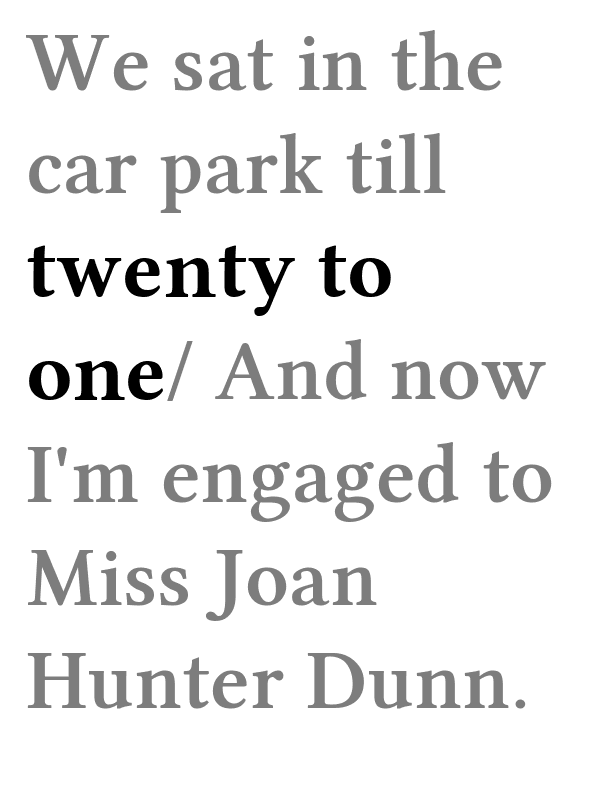 We sat in the
car park till
twenty to
one/ And now
I'm engaged to
Miss Joan
Hunter Dunn.